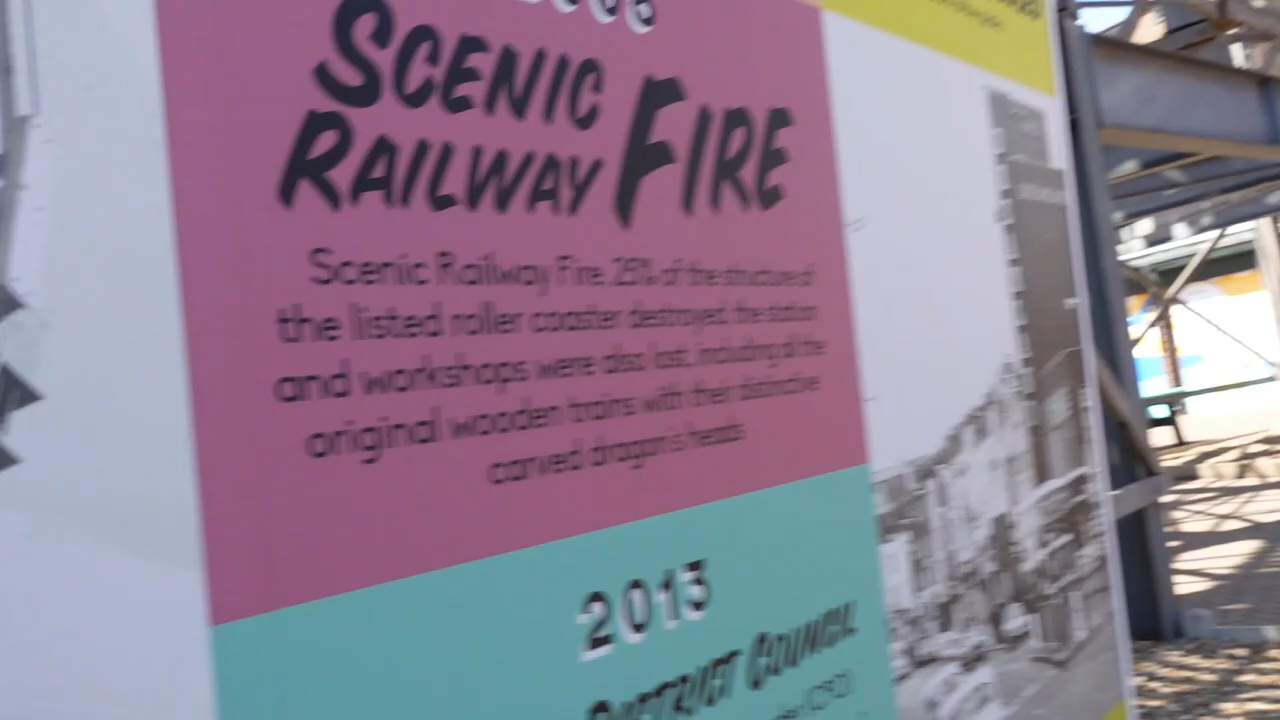 SCENIC
RAILWAY FIRE
Scenic Railway Fire. 25% of the structure of
the listed roller coaster destroyed, the station
and workshops were also lost, including all the
original wooden trains with their distinctive
carved dragon's heads
2013
DISTRICT COUNCIL
(CPO)